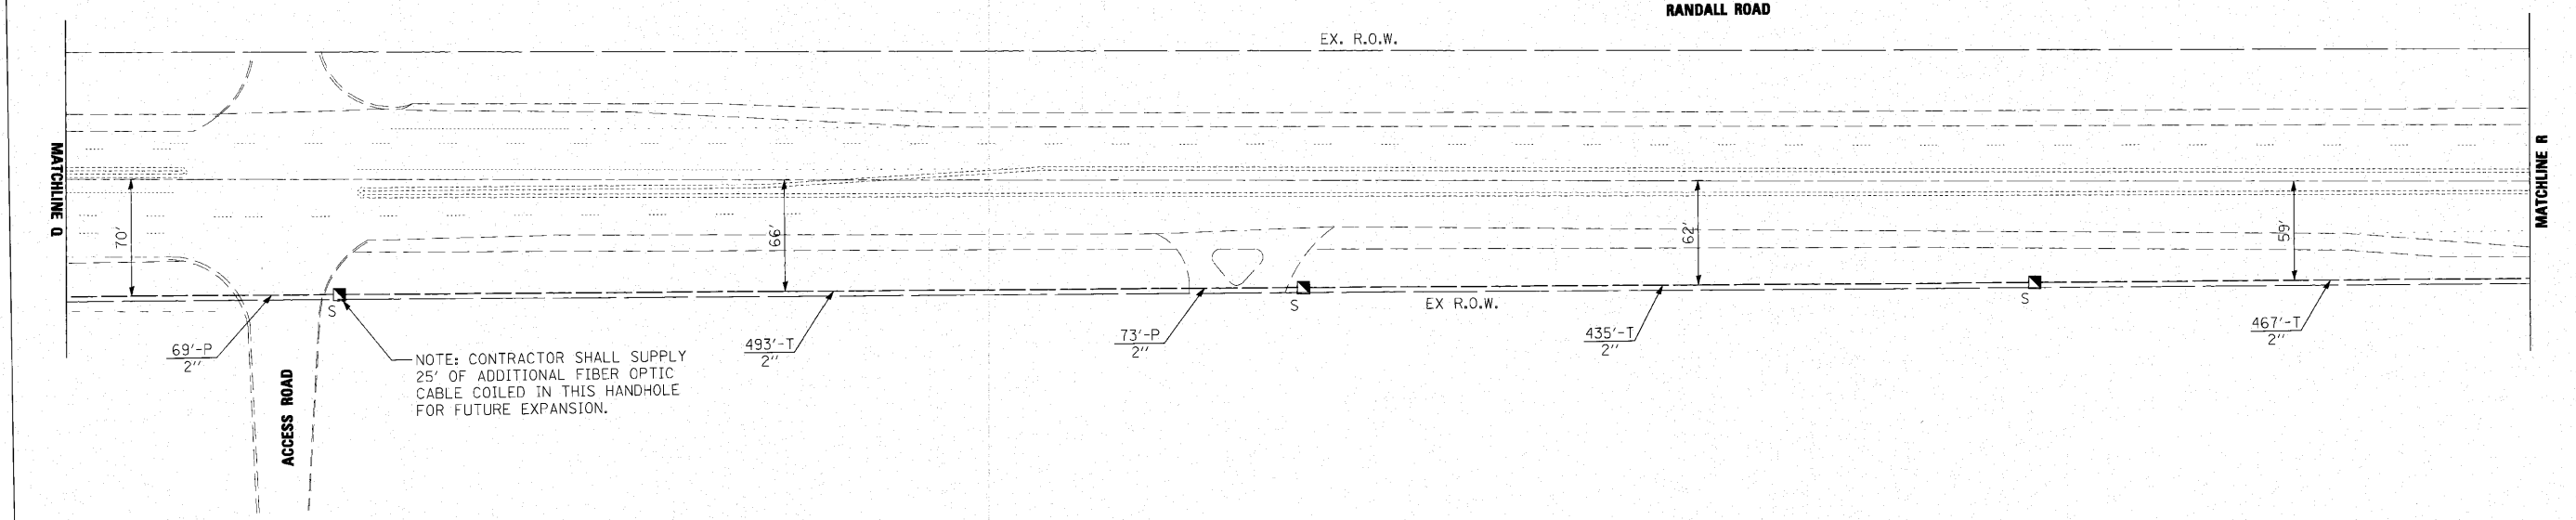 RANDALL ROAD
EX. R.O.W.
MATCHLINE Q
MATCHLINE R
70'
66'
62'
59'
S
S
S
EX R.O.W.
69'-P
2''
493'-T
2''
73'-P
2''
435'-T
2''
467'-T
2''
NOTE: CONTRACTOR SHALL SUPPLY
25' OF ADDITIONAL FIBER OPTIC
CABLE COILED IN THIS HANDHOLE
FOR FUTURE EXPANSION.
ACCESS ROAD